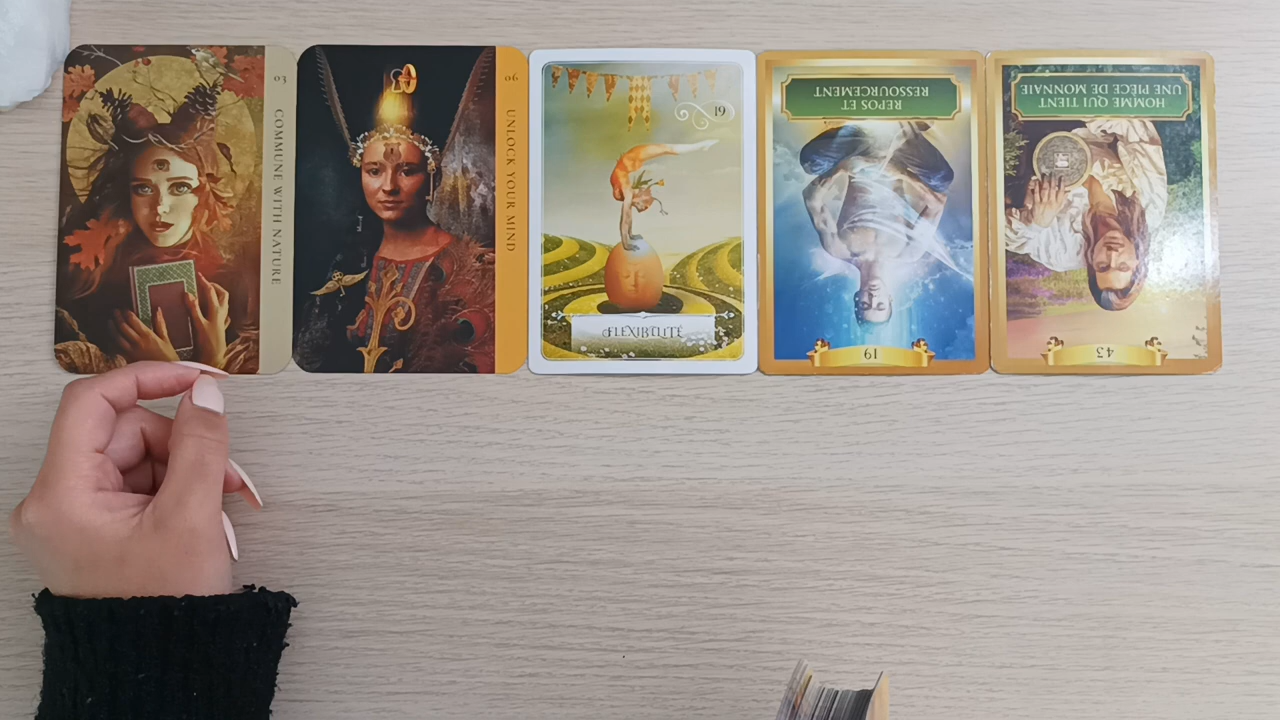 03
COMMUNE WITH NATURE
06
UNLOCK YOUR MIND
19
FLEXIBILITÉ
REPOS ET
RESSOURCEMENT
19
HOMME QUI TIENT
UNE PIÈCE DE MONNAIE
43